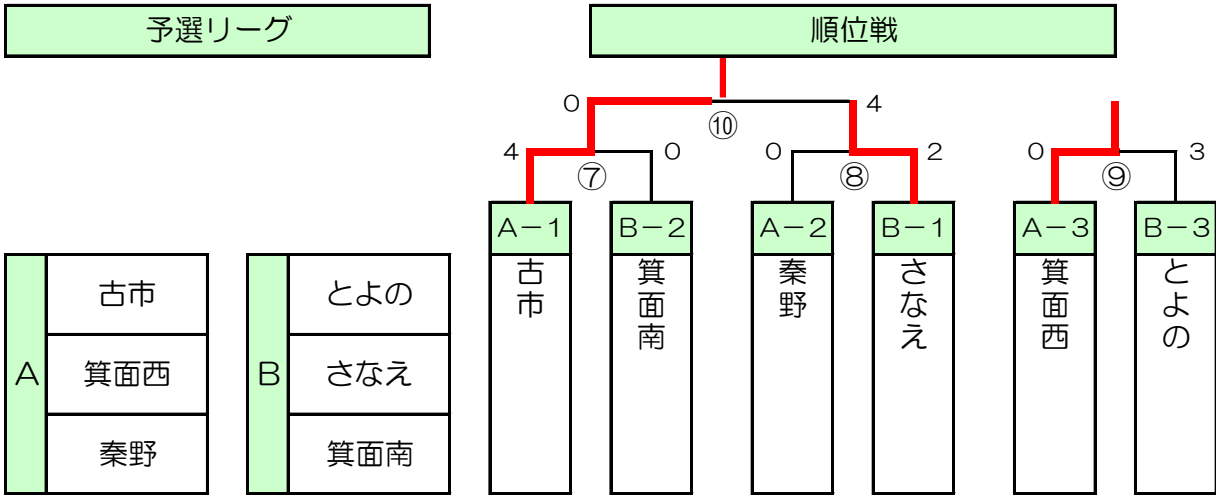 予選リーグ
順位戦
0
4
⑩
4
0
0
2
0
3
⑦
⑧
⑨
A-1
B-2
A-2
B-1
A-3
B-3
古市
箕面南
秦野
さなえ
箕面西
とよの
A
古市
箕面西
秦野
B
とよの
さなえ
箕面南